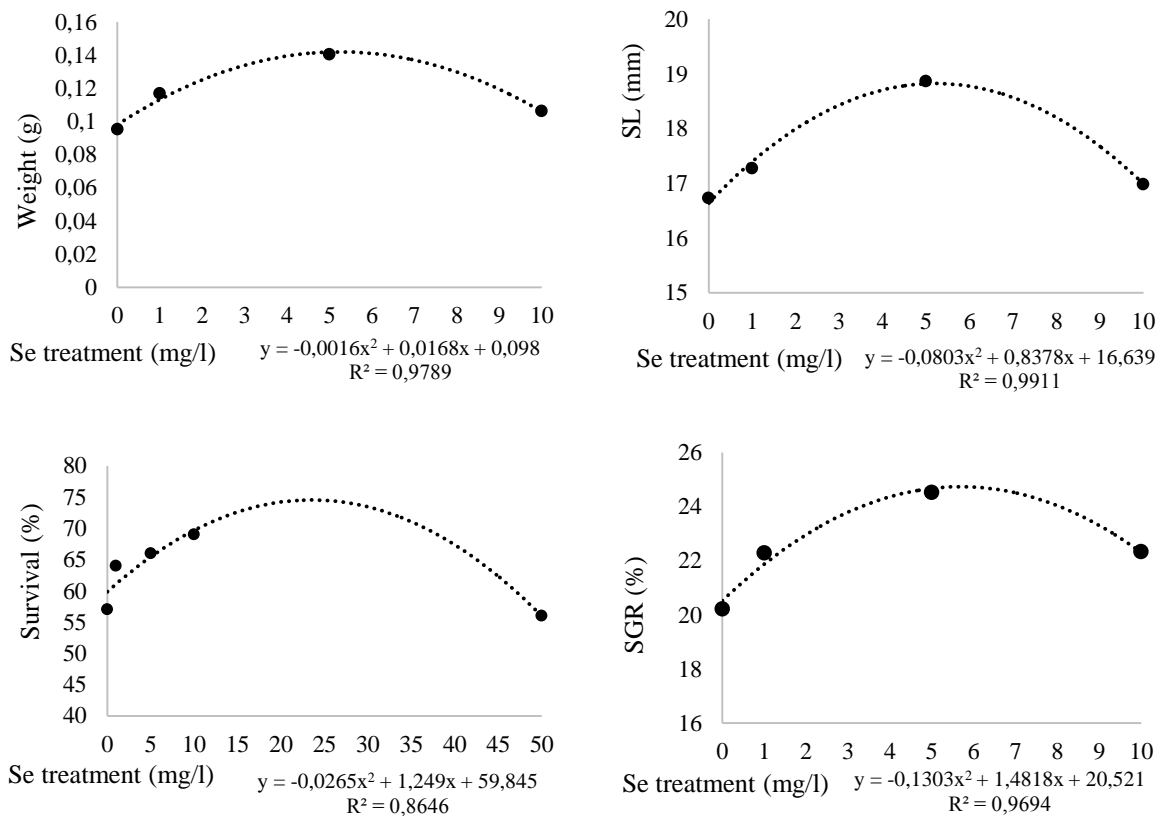 Weight (g)
0,16
0,14
0,12
0,1
0,08
0,06
0,04
0,02
0
0 1 2 3 4 5 6 7 8 9 10
Se treatment (mg/l)
y = -0,0016x² + 0,0168x + 0,098
R² = 0,9789
SL (mm)
20
19
18
17
16
15
0 1 2 3 4 5 6 7 8 9 10
Se treatment (mg/l)
y = -0,0803x² + 0,8378x + 16,639
R² = 0,9911
Survival (%)
80
75
70
65
60
55
50
45
40
0 5 10 15 20 25 30 35 40 45 50
Se treatment (mg/l)
y = -0,0265x² + 1,249x + 59,845
R² = 0,8646
SGR (%)
26
24
22
20
18
16
0 1 2 3 4 5 6 7 8 9 10
Se treatment (mg/l)
y = -0,1303x² + 1,4818x + 20,521
R² = 0,9694